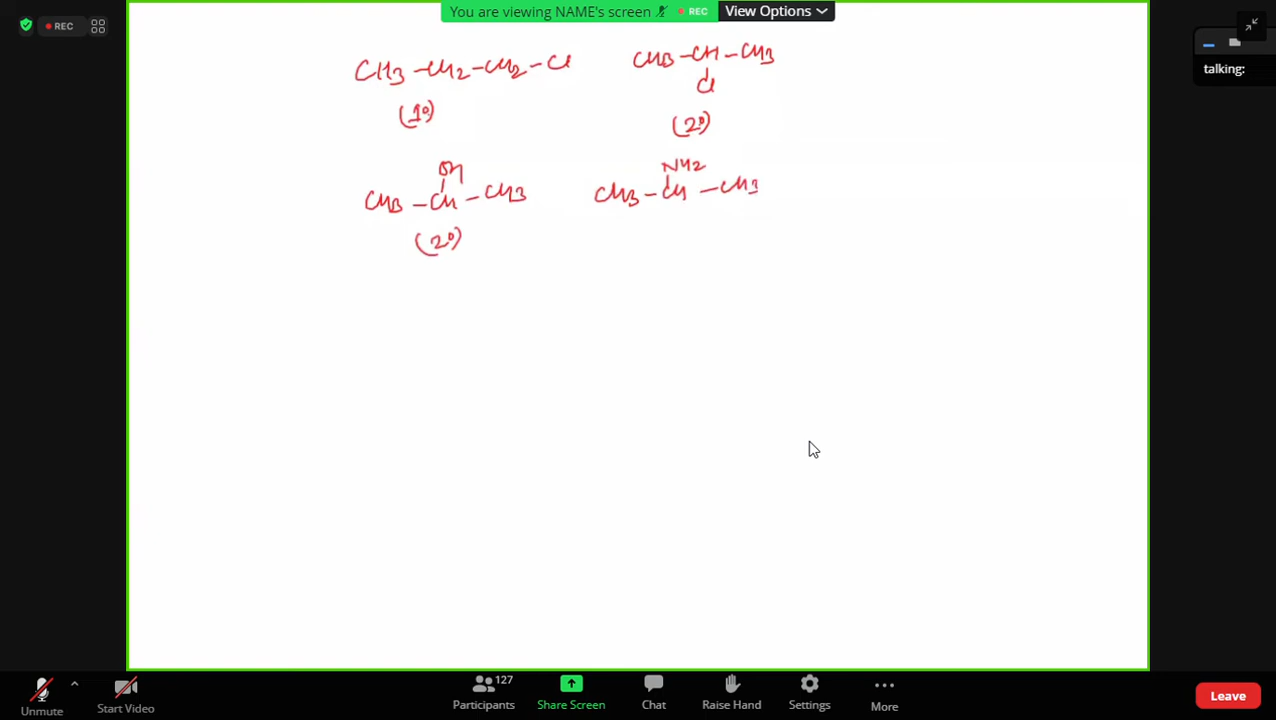 You are viewing NAME's screen REC View Options
REC
talking:
CH3 – CH2 – CH2 – Cl
(1°)
CH3 – CH – CH3
Cl
(2°)
OH
CH3 – CH – CH3
(2°)
NH2
CH3 – CH – CH3
Unmute
Start Video
127
Participants
Share Screen
Chat
Raise Hand
Settings
More
Leave